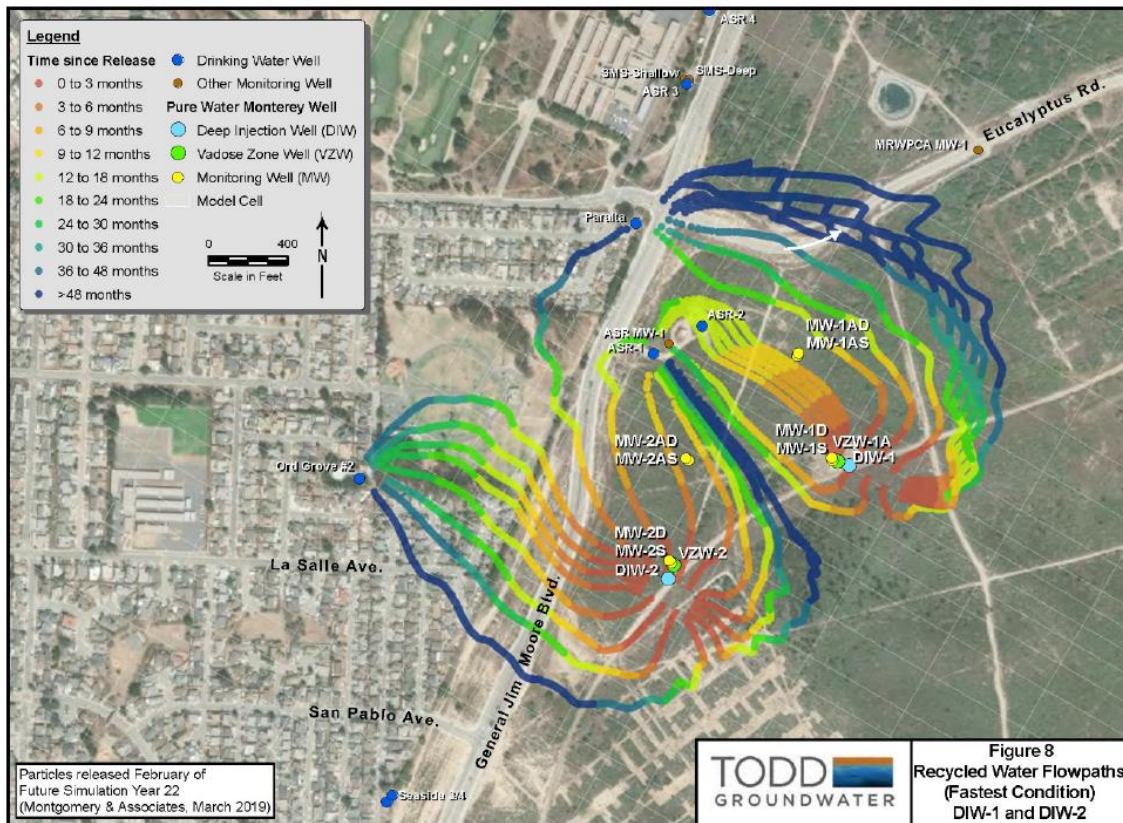 Legend
Time since Release
0 to 3 months
3 to 6 months
6 to 9 months
9 to 12 months
12 to 18 months
18 to 24 months
24 to 30 months
30 to 36 months
36 to 48 months
>48 months
Drinking Water Well
Other Monitoring Well
Pure Water Monterey Well
Deep Injection Well (DIW)
Vadose Zone Well (VZW)
Monitoring Well (MW)
Model Cell
0 400
Scale in Feet
N
ASR 4
SMS-Shallow
SMS-Deep
ASR 3
Eucalyptus Rd.
MRWPCA MW-1
Paralta
ASR-2
ASR MW-1
ASR-1
MW-1AD
MW-1AS
MW-1D
MW-1S
VZW-1A
DIW-1
MW-2AD
MW-2AS
Ord Grove #2
MW-2D
MW-2S
VZW-2
DIW-2
La Salle Ave.
General Jim Moore Blvd.
San Pablo Ave.
Seaside 3/4
Particles released February of
Future Simulation Year 22
(Montgomery & Associates, March 2019)
TODD
GROUNDWATER
Figure 8
Recycled Water Flowpaths
(Fastest Condition)
DIW-1 and DIW-2